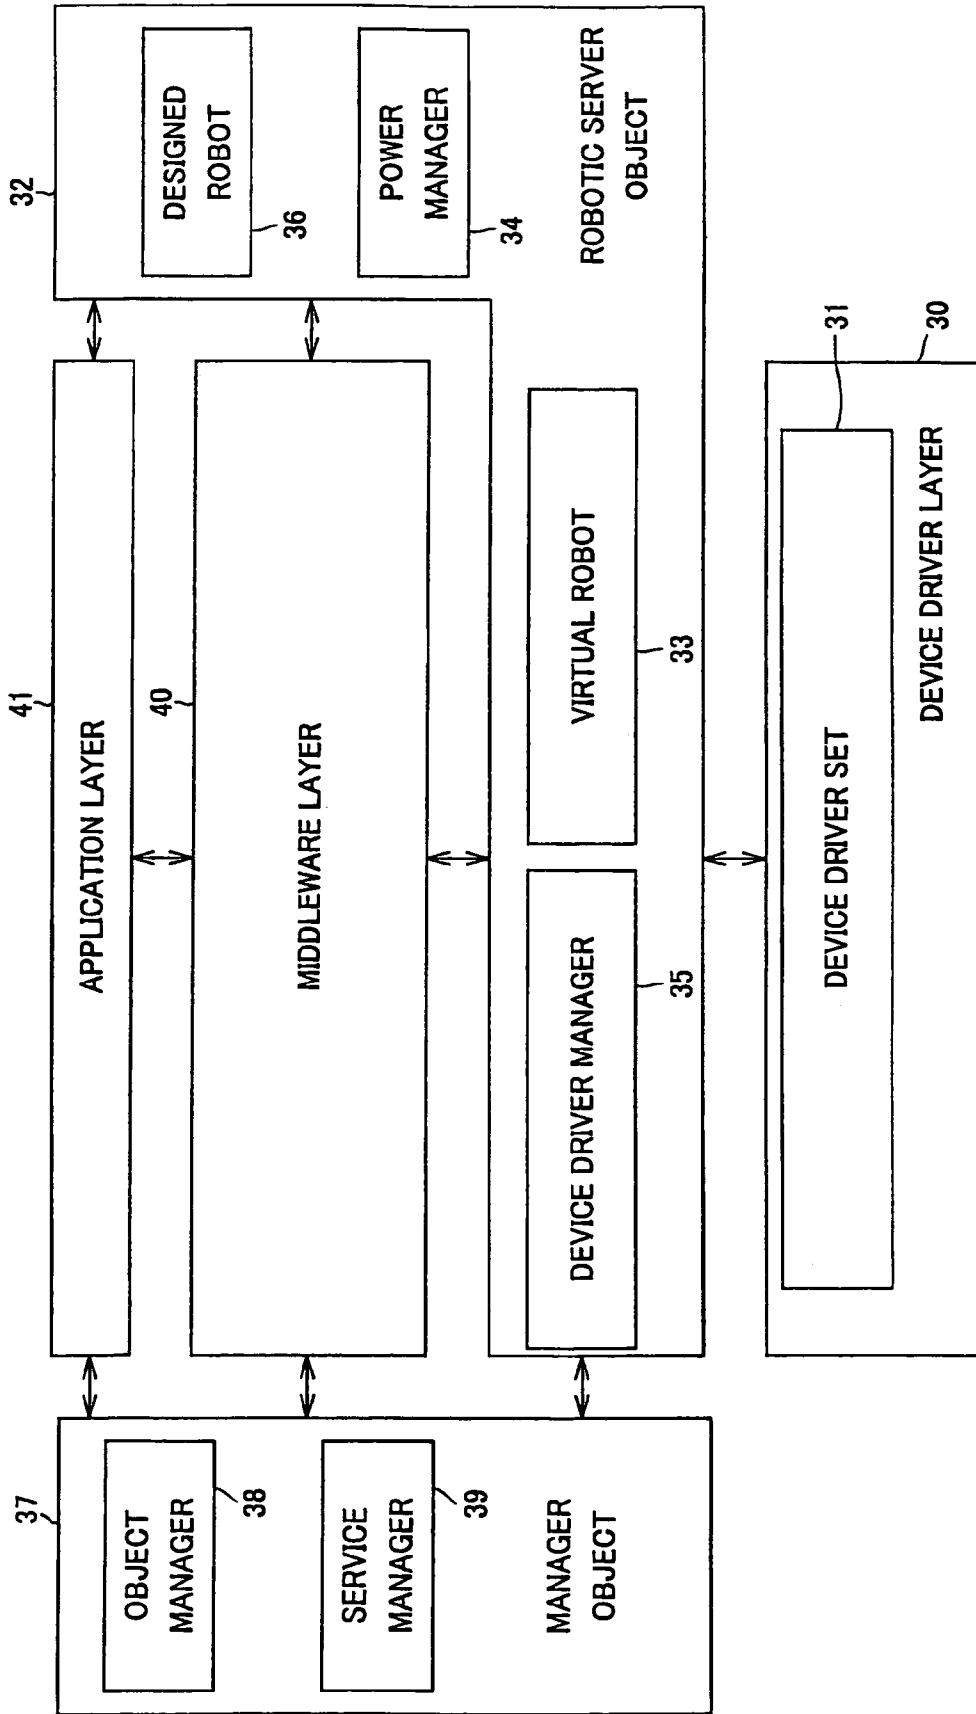 37
OBJECT
MANAGER
38
SERVICE
MANAGER
39
MANAGER
OBJECT
41
APPLICATION LAYER
40
MIDDLEWARE LAYER
32
DESIGNED
ROBOT
36
POWER
MANAGER
34
ROBOTIC SERVER
OBJECT
DEVICE DRIVER MANAGER
35
VIRTUAL ROBOT
33
31
DEVICE DRIVER SET
30
DEVICE DRIVER LAYER